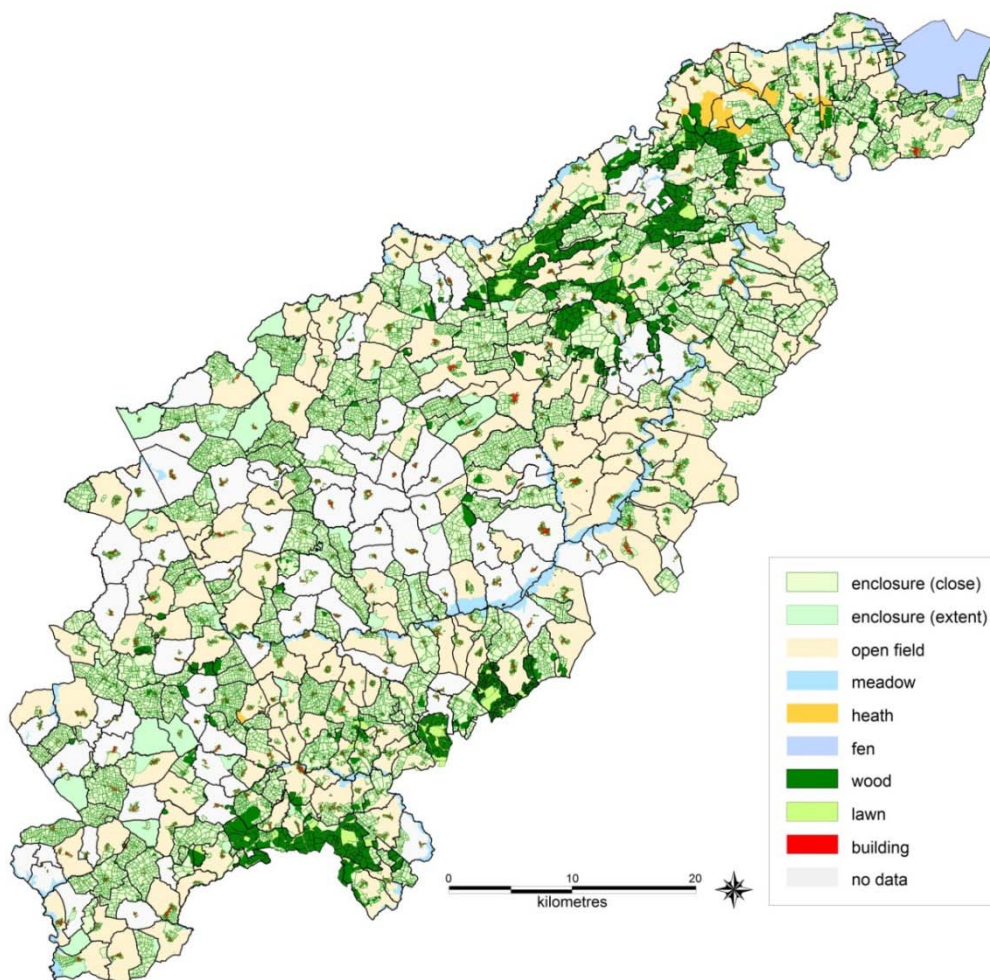 enclosure (close)
enclosure (extent)
open field
meadow
heath
fen
wood
lawn
building
no data
0 10 20
kilometres